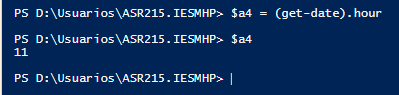 PS D:\Usuarios\ASR215.IESMHP> $a4 = (get-date).hour
PS D:\Usuarios\ASR215.IESMHP> $a4
11
PS D:\Usuarios\ASR215.IESMHP>